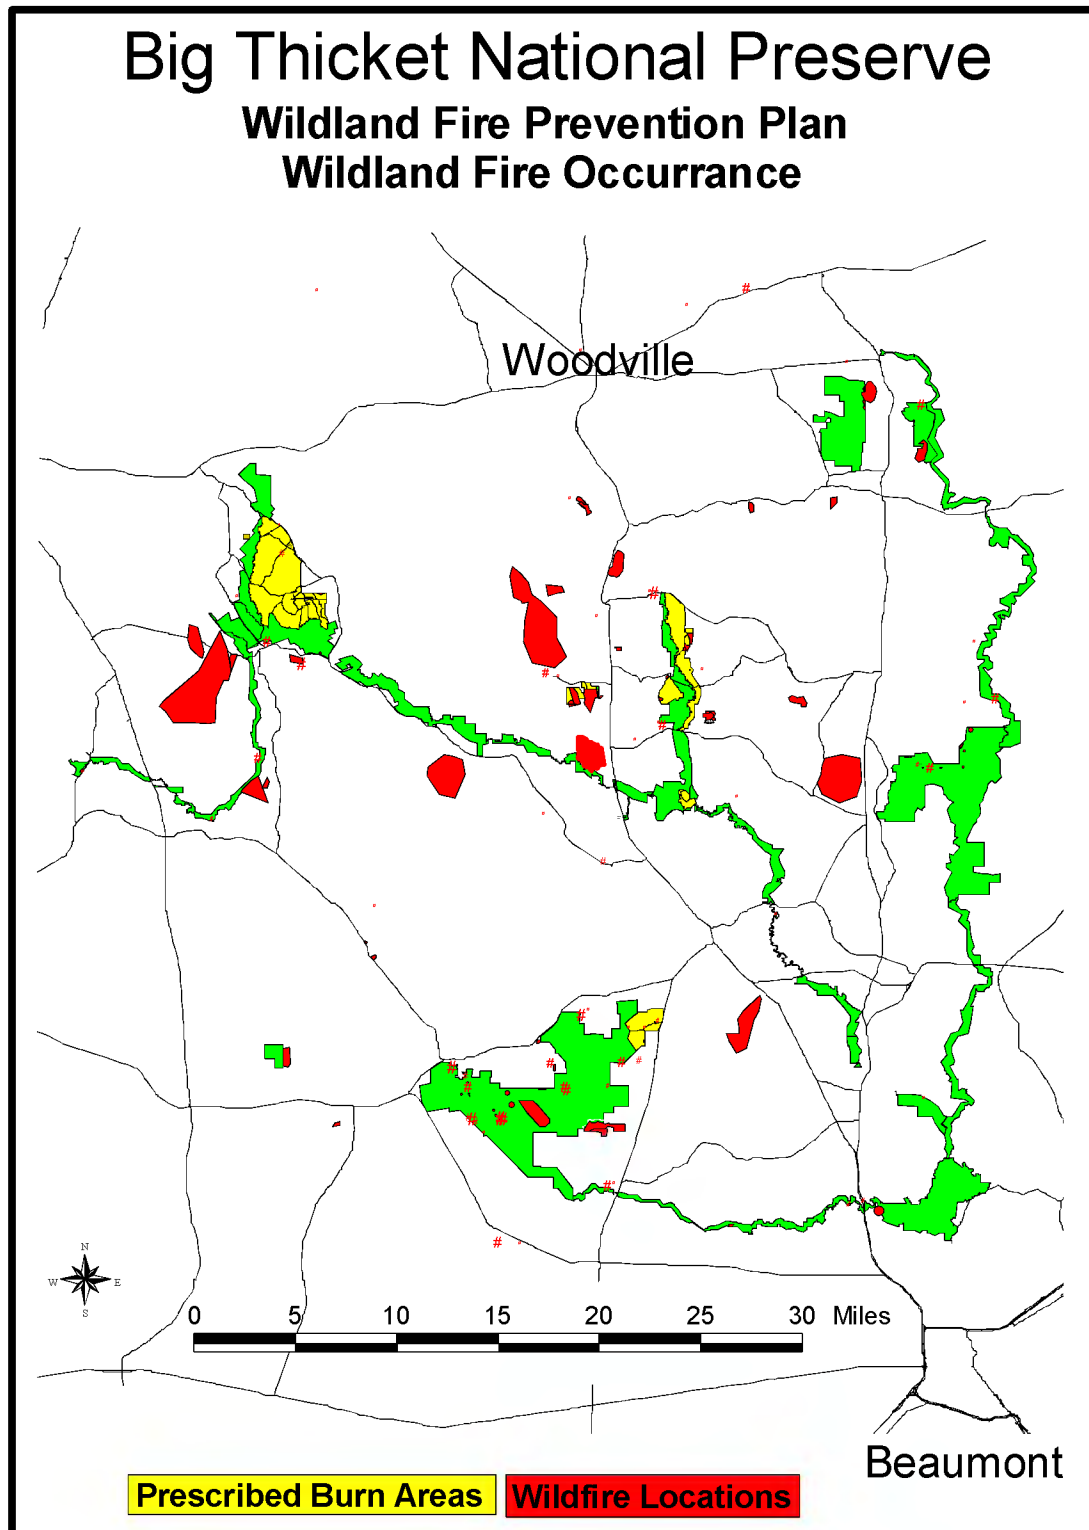 Big Thicket National Preserve
Wildland Fire Prevention Plan
Wildland Fire Occurrance
Woodville
N
W E
S
0 5 10 15 20 25 30 Miles
Beaumont
Prescribed Burn Areas Wildfire Locations